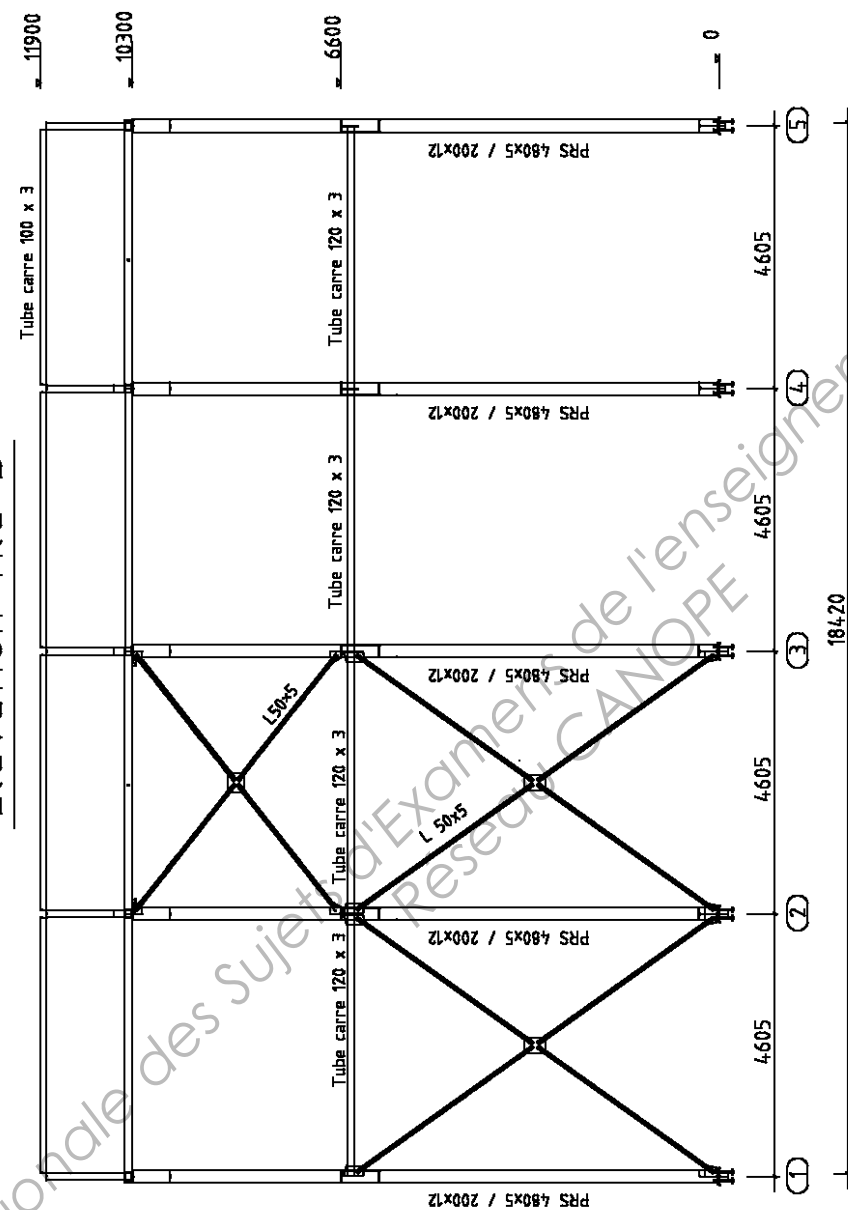 11900
10300
6600
0
Tube carre 100 x 3
Tube carre 120 x 3
Tube carre 120 x 3
Tube carre 120 x 3
Tube carre 120 x 3
L50x5
L 50x5
PRS 480x5 / 200x12
PRS 480x5 / 200x12
PRS 480x5 / 200x12
PRS 480x5 / 200x12
PRS 480x5 / 200x12
4605
4605
4605
4605
1
2
3
4
5
18420
des Sujets d'Examens de l'enseigner
Reseau CANOPE